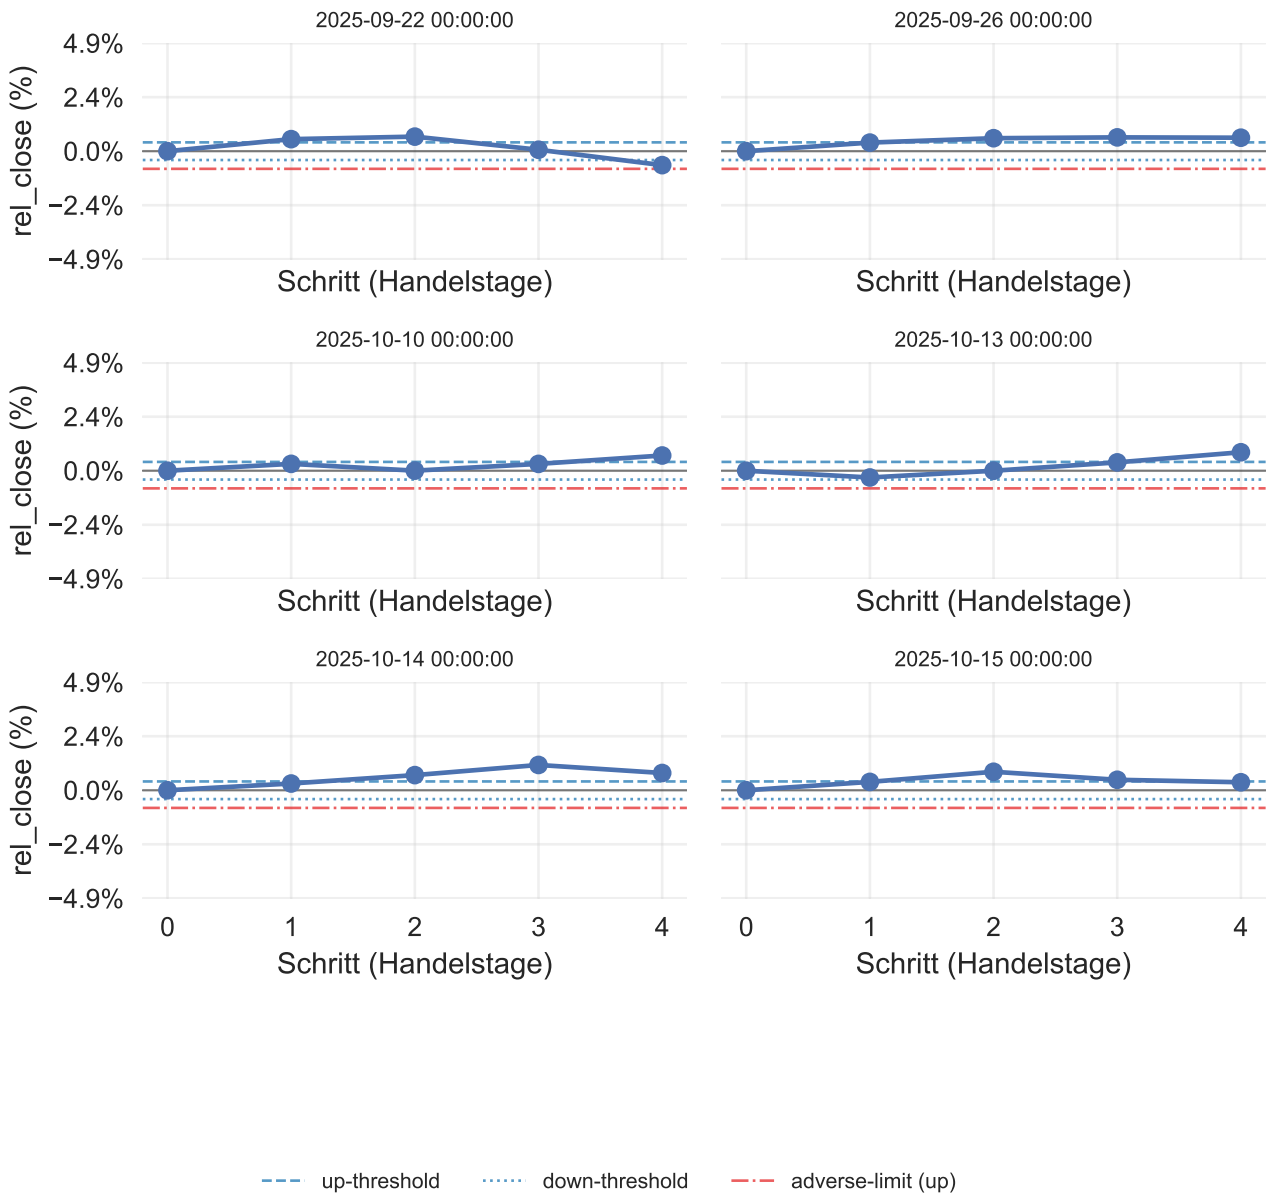 2025-09-22 00:00:00
2025-09-26 00:00:00
4.9%
2.4%
0.0%
−2.4%
−4.9%
rel_close (%)
Schritt (Handelstage)
Schritt (Handelstage)
2025-10-10 00:00:00
2025-10-13 00:00:00
4.9%
2.4%
0.0%
−2.4%
−4.9%
rel_close (%)
Schritt (Handelstage)
Schritt (Handelstage)
2025-10-14 00:00:00
2025-10-15 00:00:00
4.9%
2.4%
0.0%
−2.4%
−4.9%
rel_close (%)
0 1 2 3 4
0 1 2 3 4
Schritt (Handelstage)
Schritt (Handelstage)
up-threshold
down-threshold
adverse-limit (up)